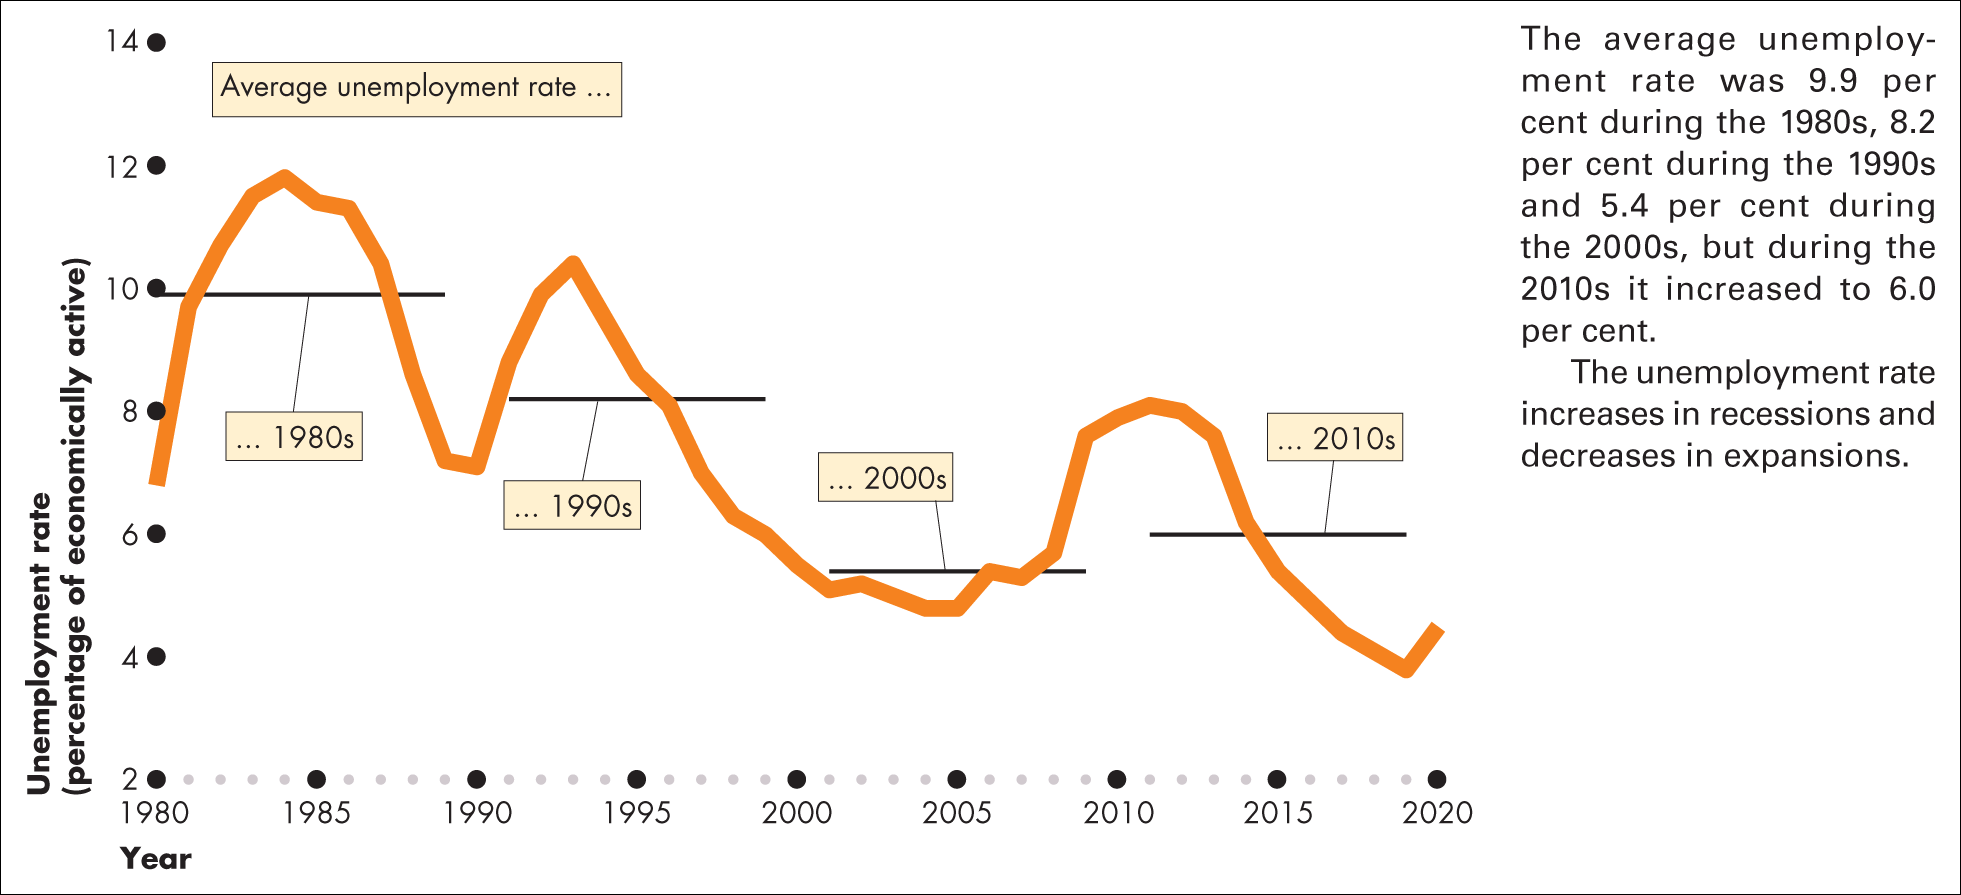 14
12
10
8
6
4
2
Unemployment rate
(percentage of economically active)
Average unemployment rate ...
... 1980s
... 1990s
... 2000s
... 2010s
1980 1985 1990 1995 2000 2005 2010 2015 2020
Year
The average unemploy-
ment rate was 9.9 per
cent during the 1980s, 8.2
per cent during the 1990s
and 5.4 per cent during
the 2000s, but during the
2010s it increased to 6.0
per cent.
The unemployment rate
increases in recessions and
decreases in expansions.